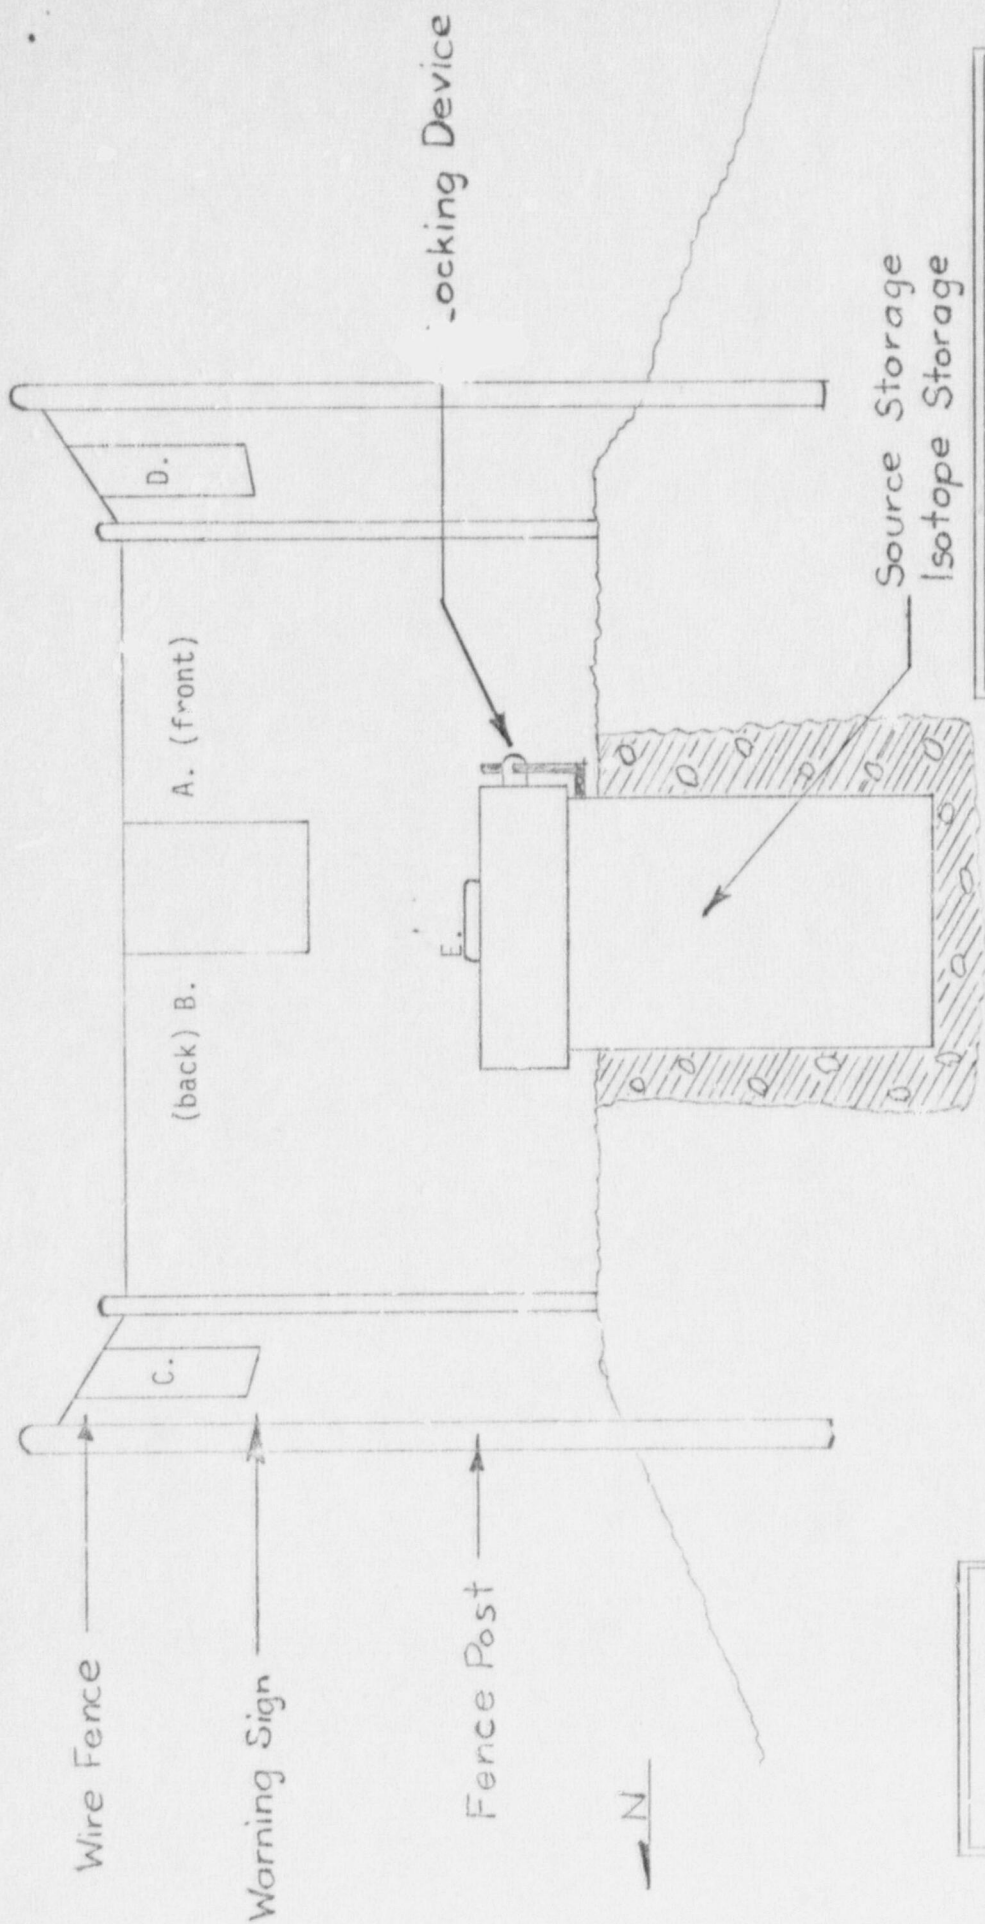 Wire Fence
Warning Sign
Fence Post
N
C.
D.
(back) B.
A. (front)
E.
ocking Device
Source Storage
Isotope Storage